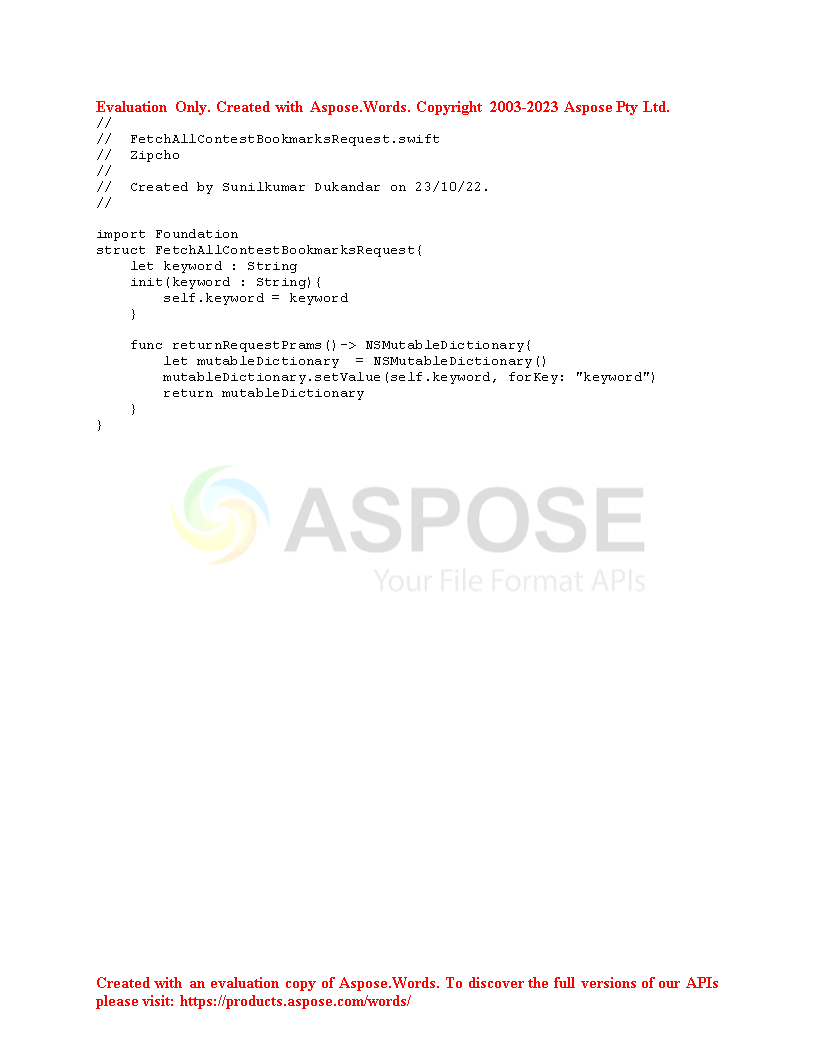 Evaluation Only. Created with Aspose.Words. Copyright 2003-2023 Aspose Pty Ltd.
//
//  FetchAllContestBookmarksRequest.swift
//  Zipcho
//
//  Created by Sunilkumar Dukandar on 23/10/22.
//
import Foundation
struct FetchAllContestBookmarksRequest{
    let keyword : String
    init(keyword : String){
        self.keyword = keyword
    }
    func returnRequestPrams()-> NSMutableDictionary{
        let mutableDictionary  = NSMutableDictionary()
        mutableDictionary.setValue(self.keyword, forKey: "keyword")
        return mutableDictionary
    }
}
ASPOSE
Your File Format APIs
Created with an evaluation copy of Aspose.Words. To discover the full versions of our APIs
please visit: https://products.aspose.com/words/